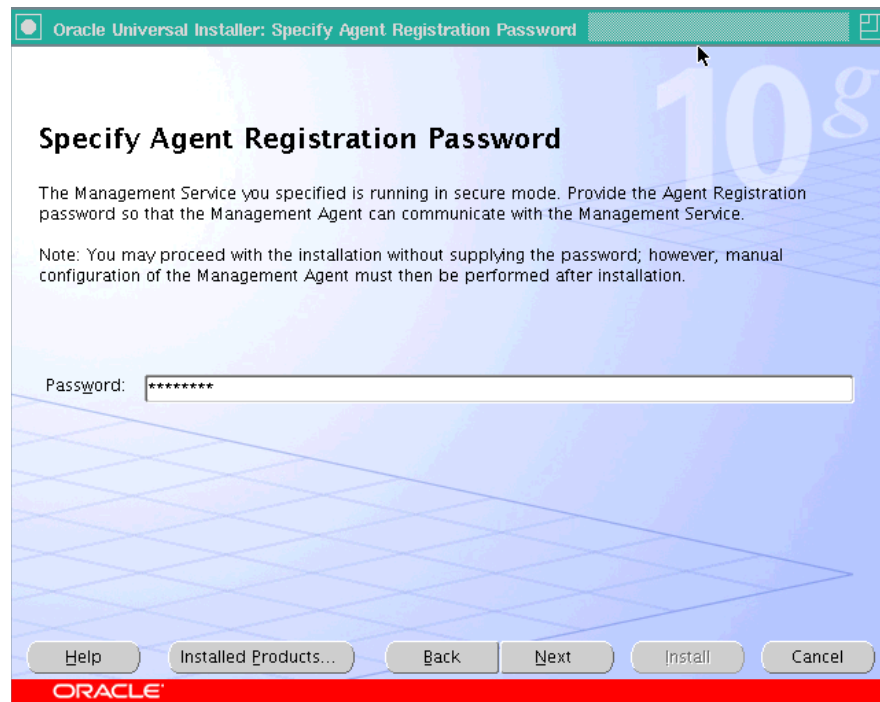 Oracle Universal Installer: Specify Agent Registration Password
10g
Specify Agent Registration Password
The Management Service you specified is running in secure mode. Provide the Agent Registration
password so that the Management Agent can communicate with the Management Service.
Note: You may proceed with the installation without supplying the password; however, manual
configuration of the Management Agent must then be performed after installation.
Password: ********
Help Installed Products... Back Next Install Cancel
ORACLE